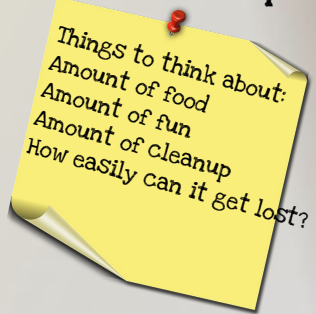 Things to think about:
Amount of food
Amount of fun
Amount of cleanup
How easily can it get lost?